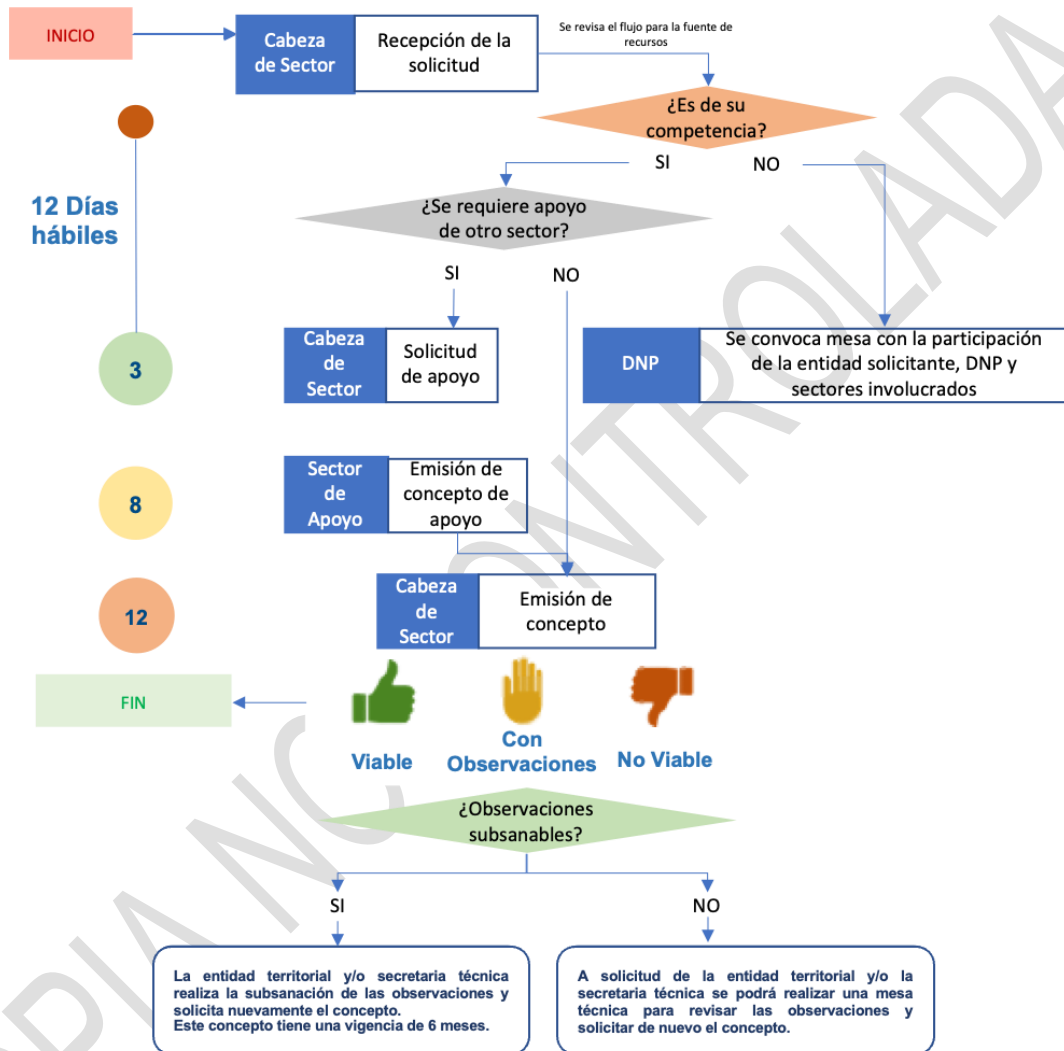 INICIO
Cabeza
de Sector
Recepción de la
solicitud
Se revisa el flujo para la fuente de
recursos
¿Es de su
competencia?
SI
NO
12 Días
hábiles
¿Se requiere apoyo
de otro sector?
SI
NO
3
Cabeza
de
Sector
Solicitud
de apoyo
DNP
Se convoca mesa con la participación
de la entidad solicitante, DNP y
sectores involucrados
8
Sector
de
Apoyo
Emisión de
concepto de
apoyo
12
Cabeza
de
Sector
Emisión de
concepto
FIN
Viable
Con
Observaciones
No Viable
¿Observaciones
subsanables?
SI
NO
La entidad territorial y/o secretaria técnica
realiza la subsanación de las observaciones y
solicita nuevamente el concepto.
Este concepto tiene una vigencia de 6 meses.
A solicitud de la entidad territorial y/o la
secretaria técnica se podrá realizar una mesa
técnica para revisar las observaciones y
solicitar de nuevo el concepto.
PIA NO CONTROLADA